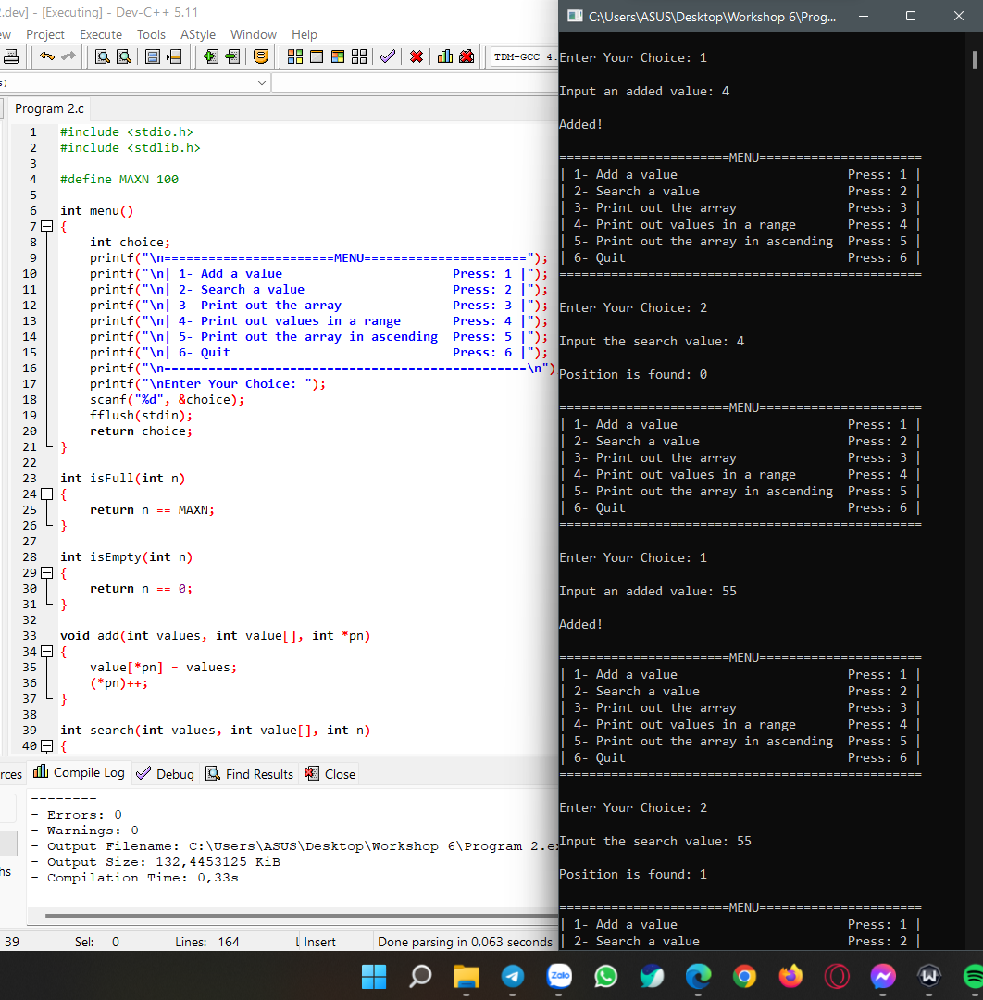 .dev] - [Executing] - Dev-C++ 5.11
ew Project Execute Tools AStyle Window Help
TDM-GCC 4.
s)
Program 2.c
1 #include <stdio.h>
2 #include <stdlib.h>
3
4 #define MAXN 100
5
6 int menu()
7 {
8 int choice;
9 printf("\n=======================MENU======================");
10 printf("\n| 1- Add a value                       Press: 1 |");
11 printf("\n| 2- Search a value                    Press: 2 |");
12 printf("\n| 3- Print out the array               Press: 3 |");
13 printf("\n| 4- Print out values in a range       Press: 4 |");
14 printf("\n| 5- Print out the array in ascending  Press: 5 |");
15 printf("\n| 6- Quit                              Press: 6 |");
16 printf("\n=================================================\n")
17 printf("\nEnter Your Choice: ");
18 scanf("%d", &choice);
19 fflush(stdin);
20 return choice;
21 }
22
23 int isFull(int n)
24 {
25 return n == MAXN;
26 }
27
28 int isEmpty(int n)
29 {
30 return n == 0;
31 }
32
33 void add(int values, int value[], int *pn)
34 {
35 value[*pn] = values;
36 (*pn)++;
37 }
38
39 int search(int values, int value[], int n)
40 {
rces Compile Log Debug Find Results Close
--------
- Errors: 0
- Warnings: 0
- Output Filename: C:\Users\ASUS\Desktop\Workshop 6\Program 2.ex
- Output Size: 132,4453125 KiB
- Compilation Time: 0,33s
hs
39 Sel: 0 Lines: 164 L Insert Done parsing in 0,063 seconds
C:\Users\ASUS\Desktop\Workshop 6\Prog...
Enter Your Choice: 1
Input an added value: 4
Added!
=======================MENU======================
| 1- Add a value                       Press: 1 |
| 2- Search a value                    Press: 2 |
| 3- Print out the array               Press: 3 |
| 4- Print out values in a range       Press: 4 |
| 5- Print out the array in ascending  Press: 5 |
| 6- Quit                              Press: 6 |
=================================================
Enter Your Choice: 2
Input the search value: 4
Position is found: 0
=======================MENU======================
| 1- Add a value                       Press: 1 |
| 2- Search a value                    Press: 2 |
| 3- Print out the array               Press: 3 |
| 4- Print out values in a range       Press: 4 |
| 5- Print out the array in ascending  Press: 5 |
| 6- Quit                              Press: 6 |
=================================================
Enter Your Choice: 1
Input an added value: 55
Added!
=======================MENU======================
| 1- Add a value                       Press: 1 |
| 2- Search a value                    Press: 2 |
| 3- Print out the array               Press: 3 |
| 4- Print out values in a range       Press: 4 |
| 5- Print out the array in ascending  Press: 5 |
| 6- Quit                              Press: 6 |
=================================================
Enter Your Choice: 2
Input the search value: 55
Position is found: 1
=======================MENU======================
| 1- Add a value                       Press: 1 |
| 2- Search a value                    Press: 2 |
Zalo